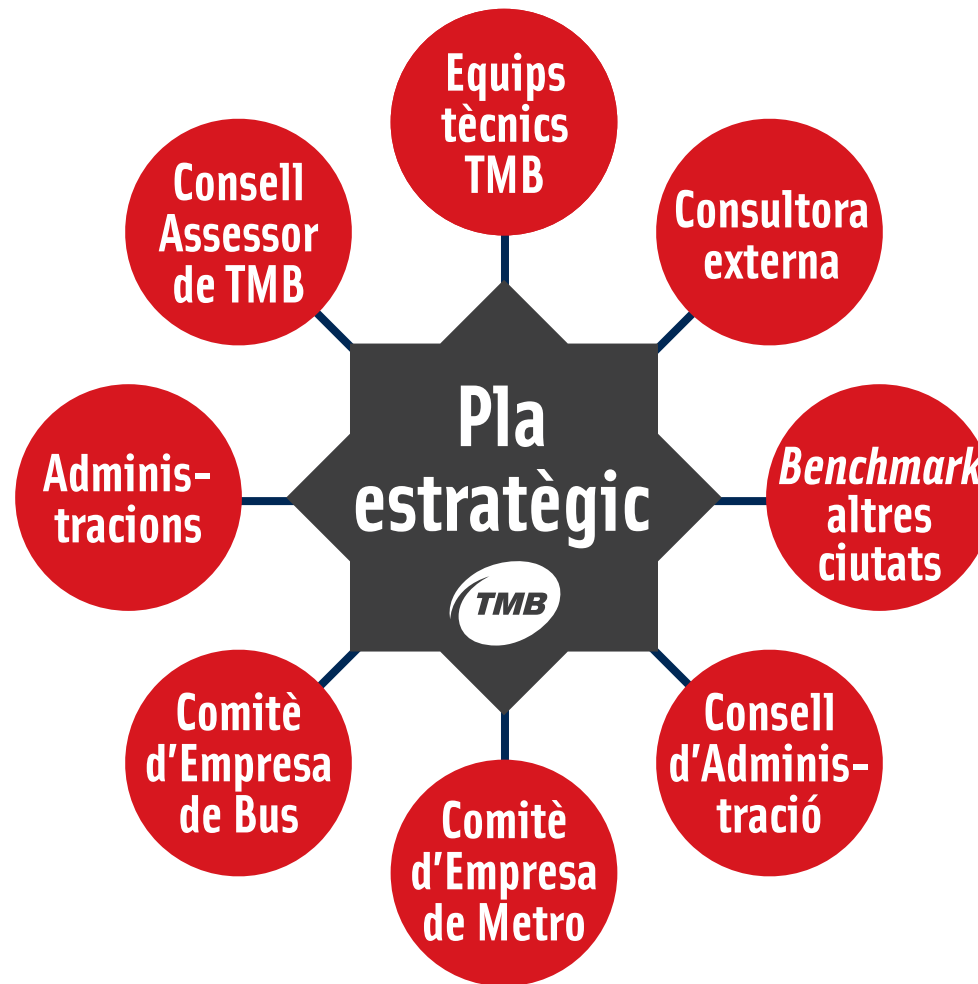 Equips
tècnics
TMB
Consultora
externa
Benchmark
altres
ciutats
Consell
d'Adminis-
tració
Comitè
d'Empresa
de Metro
Comitè
d'Empresa
de Bus
Adminis-
tracions
Consell
Assessor
de TMB
Pla
estratègic
TMB